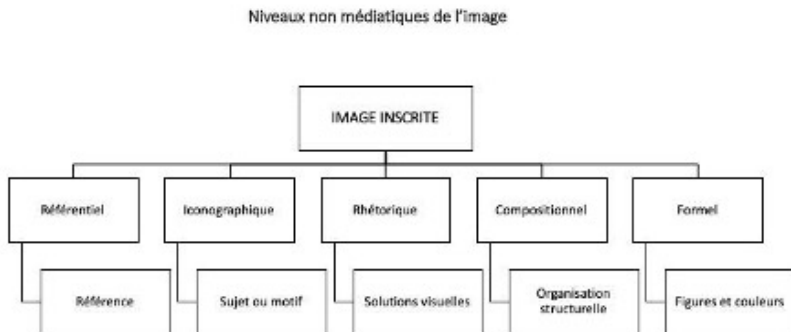 Niveaux non médiatiques de l'image
IMAGE INSCRITE
Référentiel
Iconographique
Rhétorique
Compositionnel
Formel
Référence
Sujet ou motif
Solutions visuelles
Organisation
structurelle
Figures et couleurs